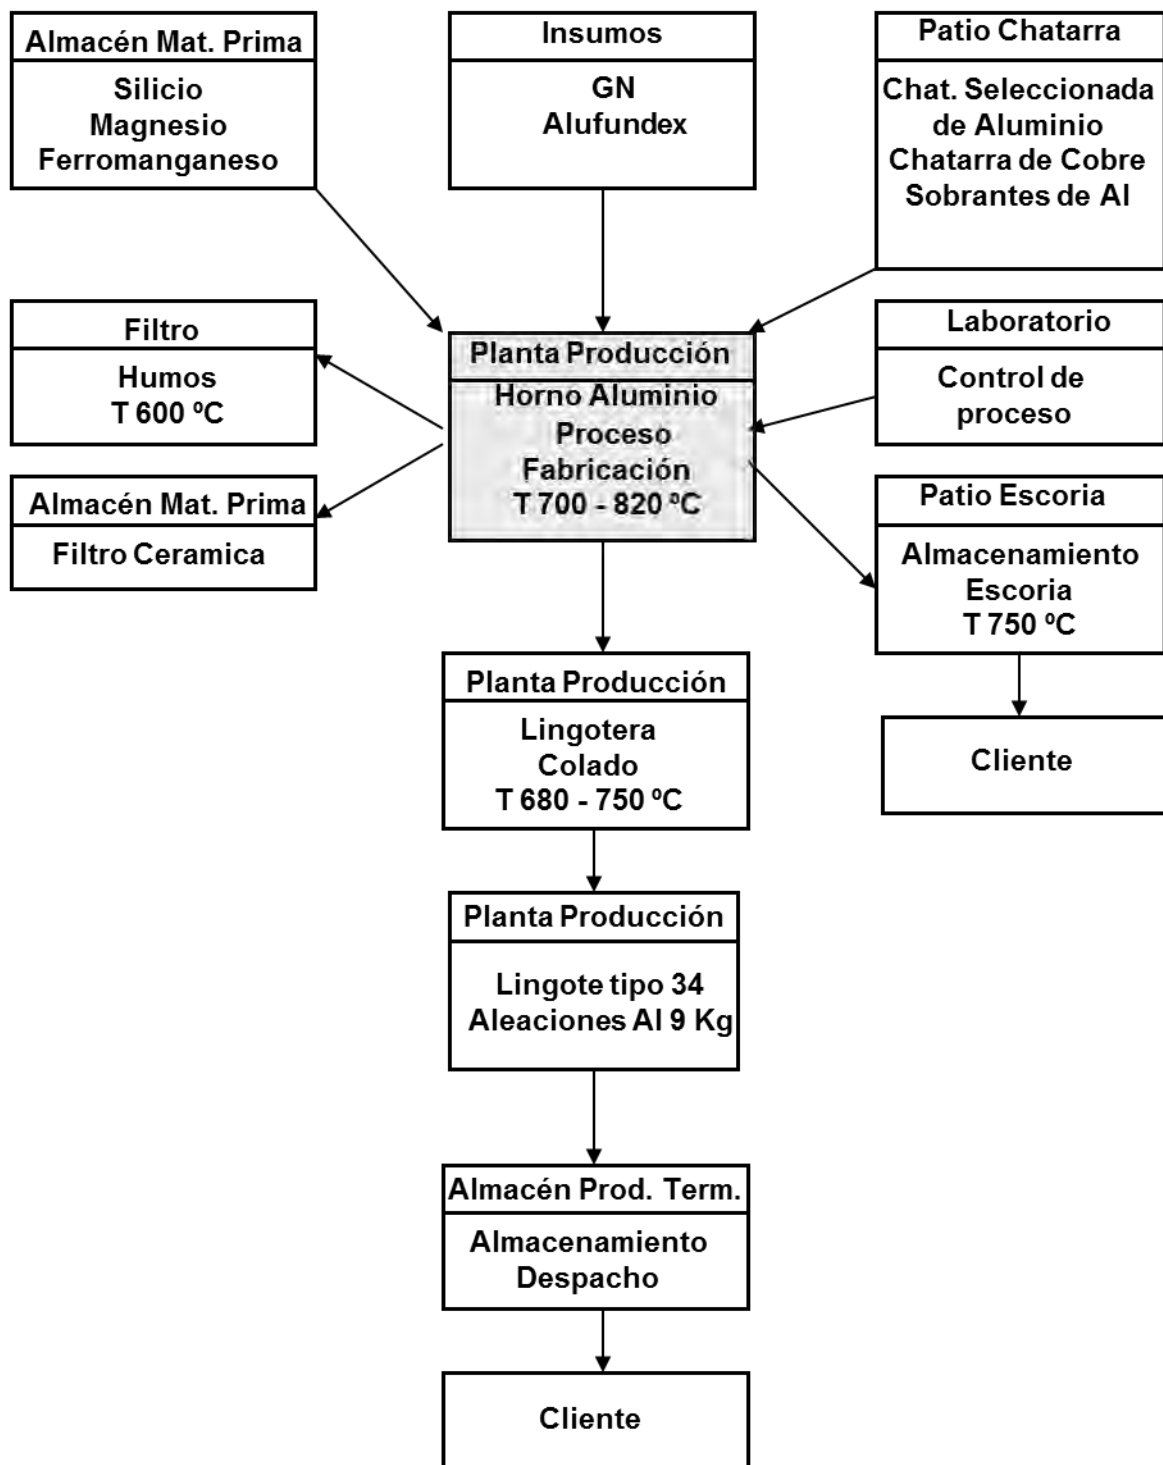 Almacén Mat. Prima
Silicio
Magnesio
Ferromanganeso
Insumos
GN
Alufundex
Patio Chatarra
Chat. Seleccionada
de Aluminio
Chatarra de Cobre
Sobrantes de Al
Filtro
Humos
T 600 ºC
Planta Producción
Horno Aluminio
Proceso
Fabricación
T 700 - 820 ºC
Laboratorio
Control de
proceso
Almacén Mat. Prima
Filtro Ceramica
Patio Escoria
Almacenamiento
Escoria
T 750 ºC
Planta Producción
Lingotera
Colado
T 680 - 750 ºC
Cliente
Planta Producción
Lingote tipo 34
Aleaciones Al 9 Kg
Almacén Prod. Term.
Almacenamiento
Despacho
Cliente